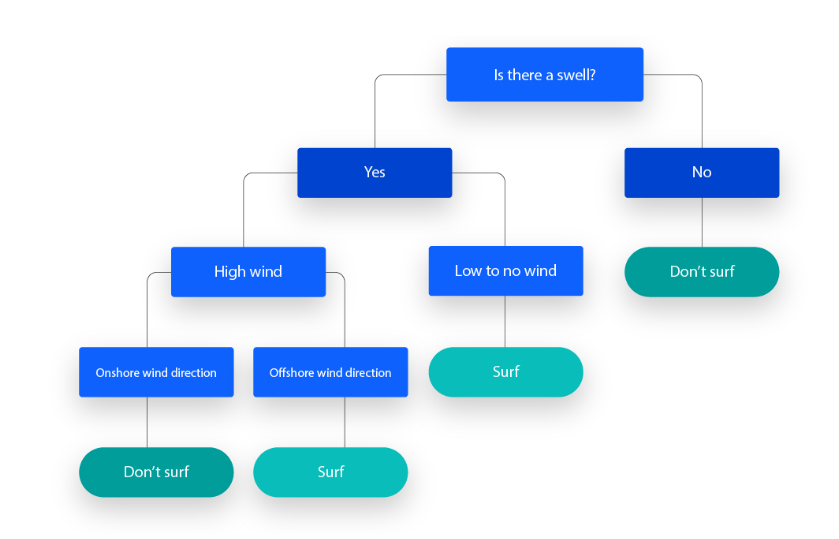 Is there a swell?
Yes
No
High wind
Low to no wind
Don’t surf
Onshore wind direction
Offshore wind direction
Surf
Don’t surf
Surf